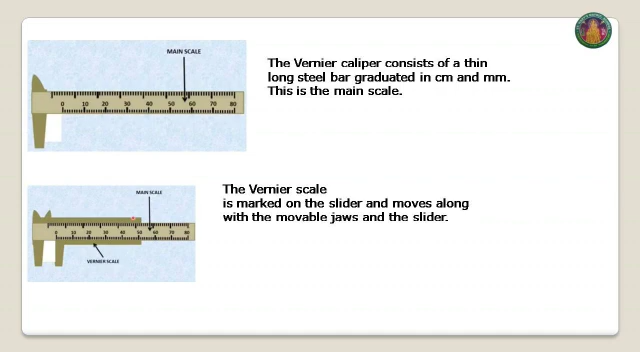 MAIN SCALE
0 10 20 30 40 50 60 70 80
The Vernier caliper consists of a thin
long steel bar graduated in cm and mm.
This is the main scale.
MAIN SCALE
0 10 20 30 40 50 60 70 80
VERNIER SCALE
The Vernier scale
is marked on the slider and moves along
with the movable jaws and the slider.